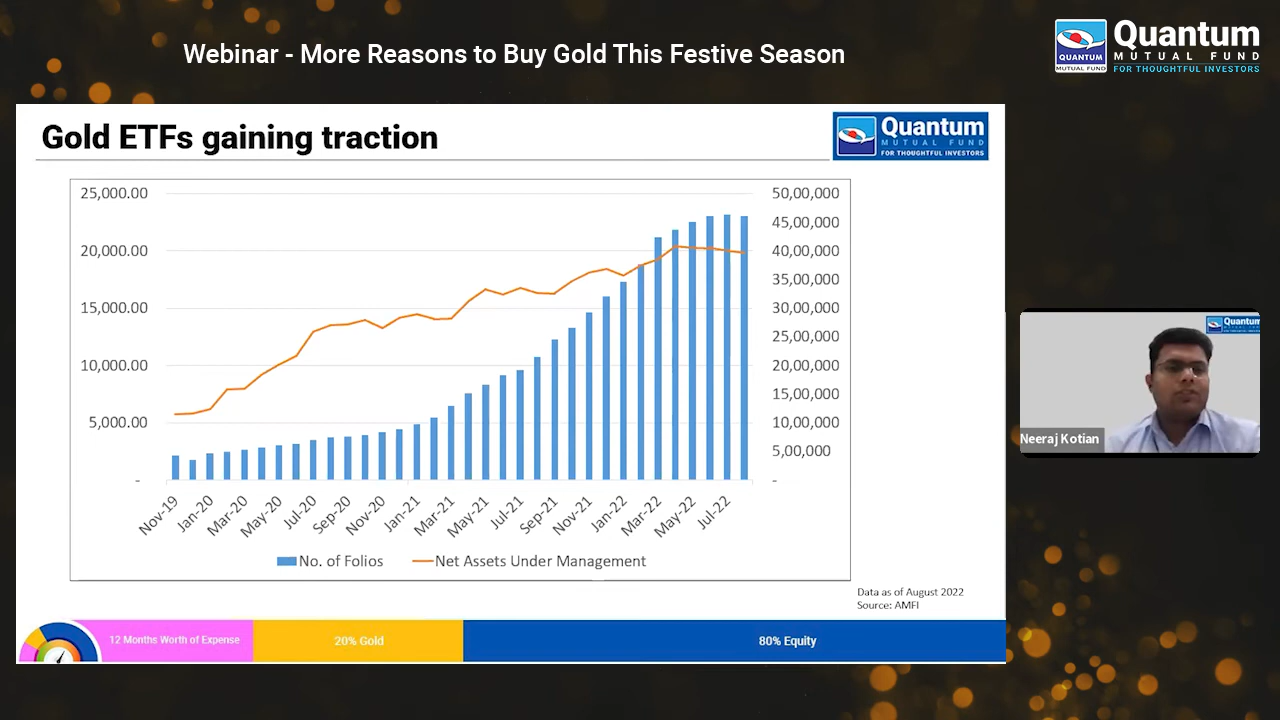 Webinar - More Reasons to Buy Gold This Festive Season
QUANTUM
MUTUAL FUND
Quantum
MUTUAL FUND
FOR THOUGHTFUL INVESTORS
Gold ETFs gaining traction
Quantum
MUTUAL FUND
FOR THOUGHTFUL INVESTORS
25,000.00
20,000.00
15,000.00
10,000.00
5,000.00
-
50,00,000
45,00,000
40,00,000
35,00,000
30,00,000
25,00,000
20,00,000
15,00,000
10,00,000
5,00,000
-
Nov-19
Jan-20
Mar-20
May-20
Jul-20
Sep-20
Nov-20
Jan-21
Mar-21
May-21
Jul-21
Sep-21
Nov-21
Jan-22
Mar-22
May-22
Jul-22
No. of Folios
Net Assets Under Management
Data as of August 2022
Source: AMFI
12 Months Worth of Expense
20% Gold
80% Equity
Quantum
Neeraj Kotian